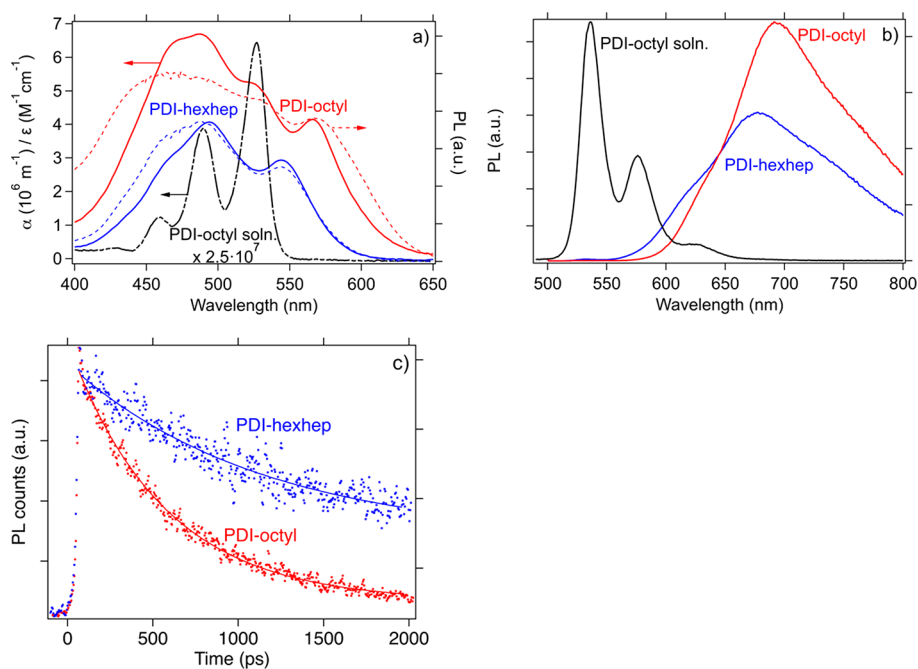 a)
7
6
5
4
3
2
1
0
α (10⁶ m⁻¹) / ε (M⁻¹cm⁻¹)
PDI-hexhep
PDI-octyl
PDI-octyl soln.
x 2.5·10⁷
PL (a.u.)
400 450 500 550 600 650
Wavelength (nm)
b)
PL (a.u.)
PDI-octyl soln.
PDI-octyl
PDI-hexhep
500 550 600 650 700 750 800
Wavelength (nm)
c)
PL counts (a.u.)
PDI-hexhep
PDI-octyl
0 500 1000 1500 2000
Time (ps)